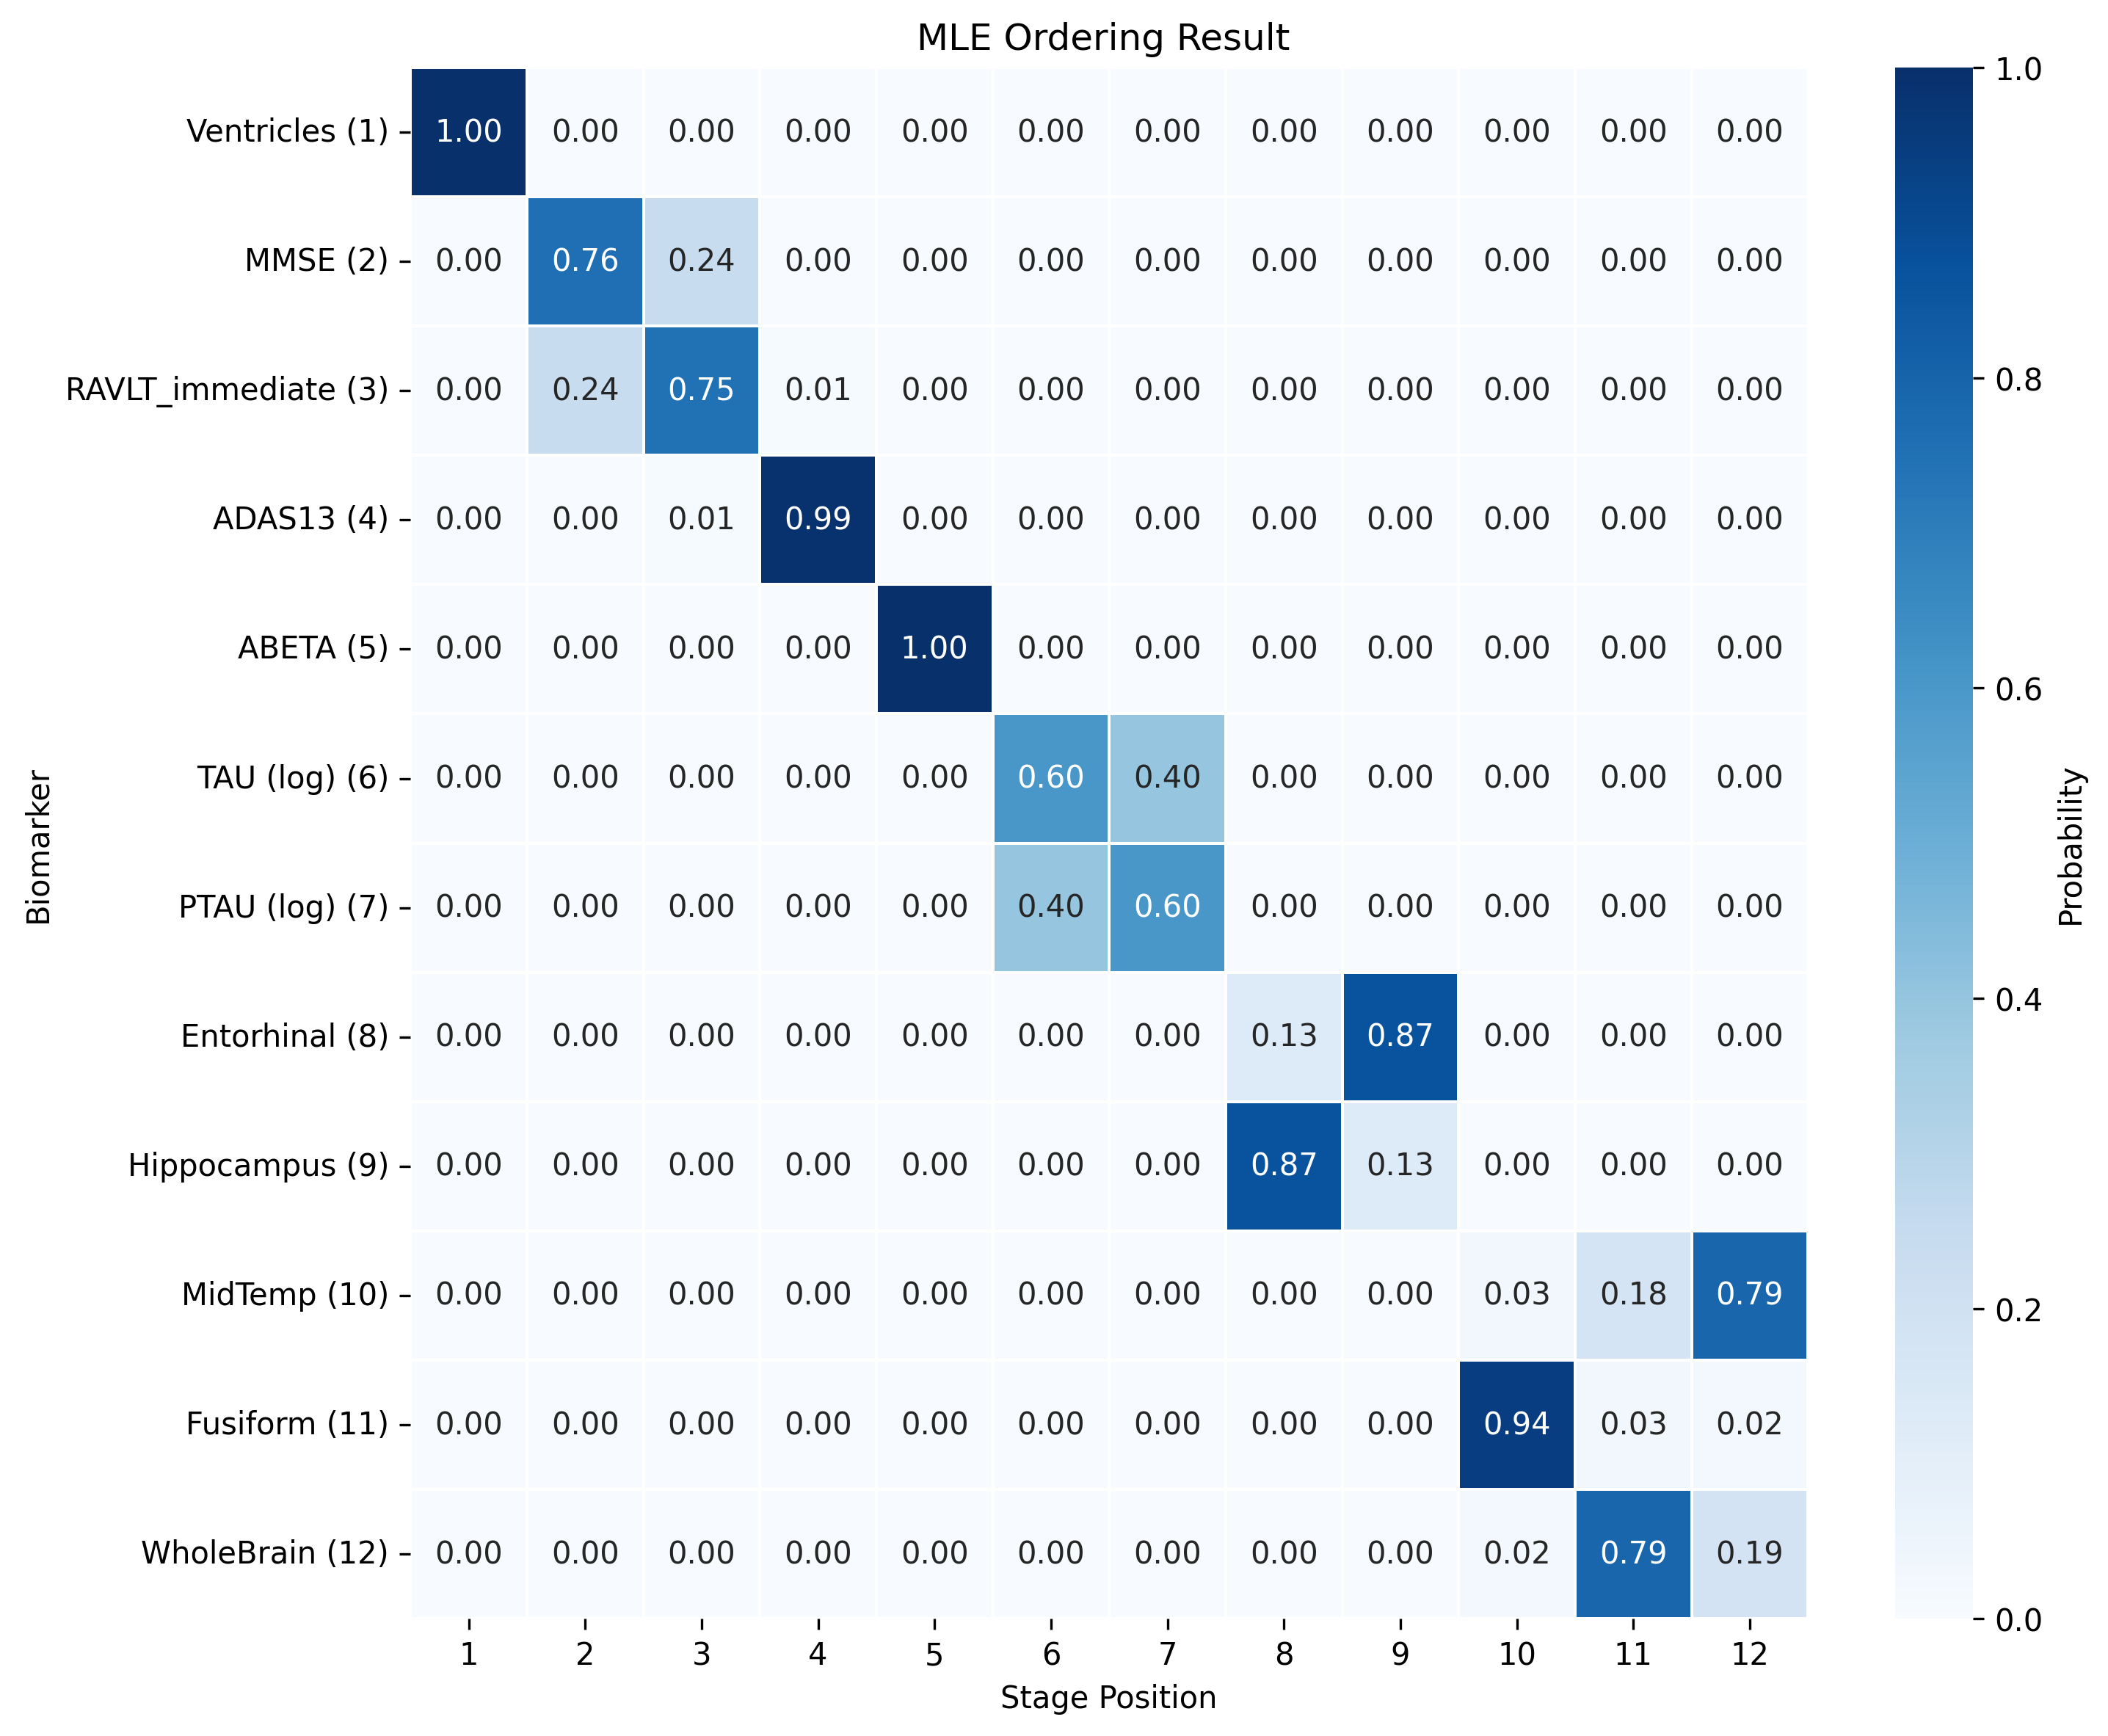 MLE Ordering Result
Ventricles (1) 1.00 0.00 0.00 0.00 0.00 0.00 0.00 0.00 0.00 0.00 0.00 0.00
MMSE (2) 0.00 0.76 0.24 0.00 0.00 0.00 0.00 0.00 0.00 0.00 0.00 0.00
RAVLT_immediate (3) 0.00 0.24 0.75 0.01 0.00 0.00 0.00 0.00 0.00 0.00 0.00 0.00
ADAS13 (4) 0.00 0.00 0.01 0.99 0.00 0.00 0.00 0.00 0.00 0.00 0.00 0.00
ABETA (5) 0.00 0.00 0.00 0.00 1.00 0.00 0.00 0.00 0.00 0.00 0.00 0.00
TAU (log) (6) 0.00 0.00 0.00 0.00 0.00 0.60 0.40 0.00 0.00 0.00 0.00 0.00
PTAU (log) (7) 0.00 0.00 0.00 0.00 0.00 0.40 0.60 0.00 0.00 0.00 0.00 0.00
Entorhinal (8) 0.00 0.00 0.00 0.00 0.00 0.00 0.00 0.13 0.87 0.00 0.00 0.00
Hippocampus (9) 0.00 0.00 0.00 0.00 0.00 0.00 0.00 0.87 0.13 0.00 0.00 0.00
MidTemp (10) 0.00 0.00 0.00 0.00 0.00 0.00 0.00 0.00 0.00 0.03 0.18 0.79
Fusiform (11) 0.00 0.00 0.00 0.00 0.00 0.00 0.00 0.00 0.00 0.94 0.03 0.02
WholeBrain (12) 0.00 0.00 0.00 0.00 0.00 0.00 0.00 0.00 0.00 0.02 0.79 0.19
1 2 3 4 5 6 7 8 9 10 11 12
Stage Position
Biomarker
1.0
0.8
0.6
0.4
0.2
0.0
Probability